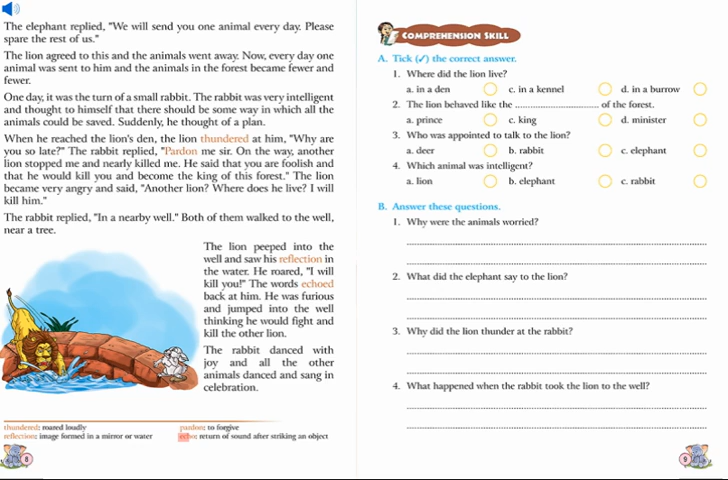 The elephant replied, "We will send you one animal every day. Please
spare the rest of us."
The lion agreed to this and the animals went away. Now, every day one
animal was sent to him and the animals in the forest became fewer and
fewer.
One day, it was the turn of a small rabbit. The rabbit was very intelligent
and thought to himself that there should be some way in which all the
animals could be saved. Suddenly, he thought of a plan.
When he reached the lion's den, the lion thundered at him, "Why are
you so late?" The rabbit replied, "Pardon me sir. On the way, another
lion stopped me and nearly killed me. He said that you are foolish and
that he would kill you and become the king of this forest." The lion
became very angry and said, "Another lion? Where does he live? I will
kill him."
The rabbit replied, "In a nearby well." Both of them walked to the well,
near a tree.
The lion peeped into the
well and saw his reflection in
the water. He roared, "I will
kill you!" The words echoed
back at him. He was furious
and jumped into the well
thinking he would fight and
kill the other lion.
The rabbit danced with
joy and all the other
animals danced and sang in
celebration.
thundered: roared loudly
pardon: to forgive
reflection: image formed in a mirror or water
echo: return of sound after striking an object
8
COMPREHENSION SKILL
A. Tick (✓) the correct answer.
1. Where did the lion live?
a. in a den c. in a kennel d. in a burrow
2. The lion behaved like the ........................ of the forest.
a. prince c. king d. minister
3. Who was appointed to talk to the lion?
a. deer b. rabbit c. elephant
4. Which animal was intelligent?
a. lion b. elephant c. rabbit
B. Answer these questions.
1. Why were the animals worried?
2. What did the elephant say to the lion?
3. Why did the lion thunder at the rabbit?
4. What happened when the rabbit took the lion to the well?
9